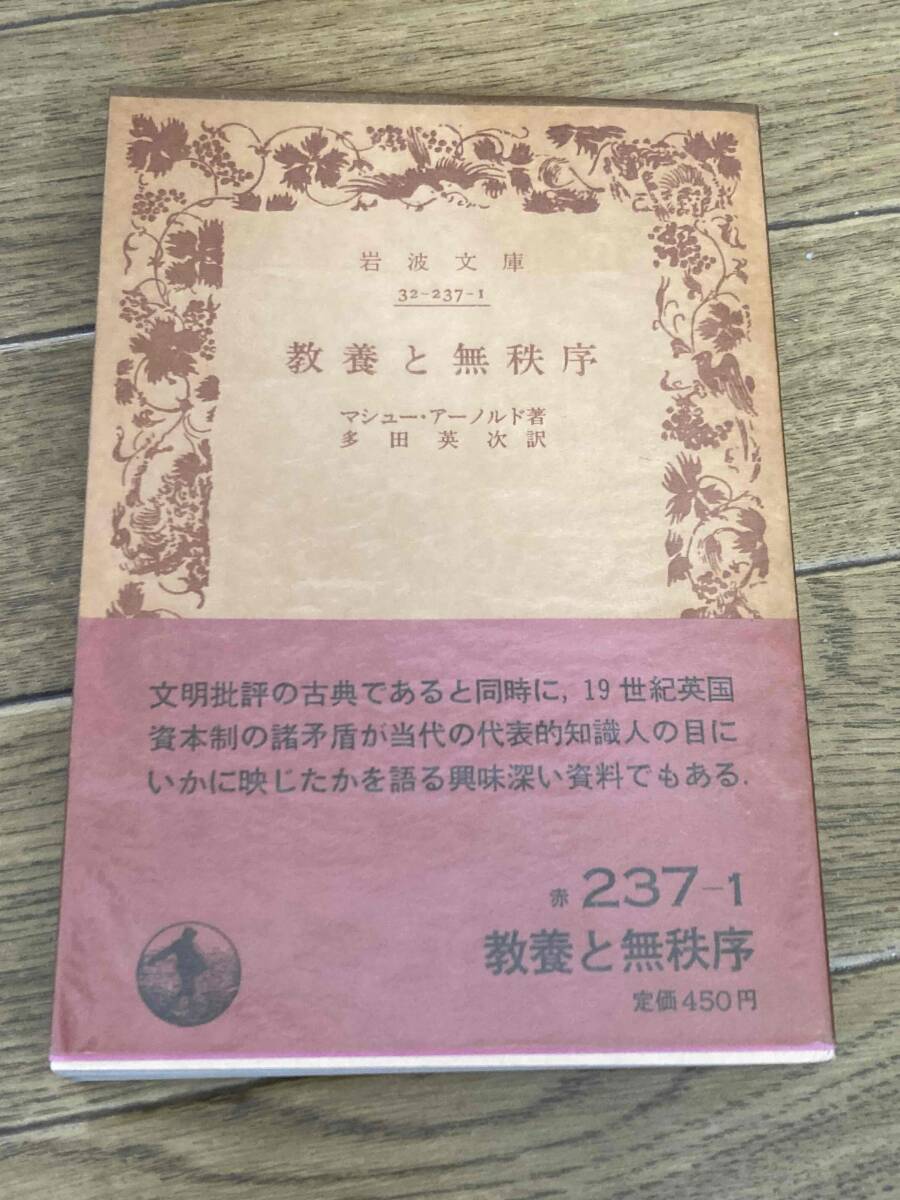 岩波文庫
32-237-1
教養と無秩序
マシュー・アーノルド著
多田英次訳
文明批評の古典であると同時に, 19世紀英国
資本制の諸矛盾が当代の代表的知識人の目に
いかに映じたかを語る興味深い資料でもある.
赤 237-1
教養と無秩序
定価450円